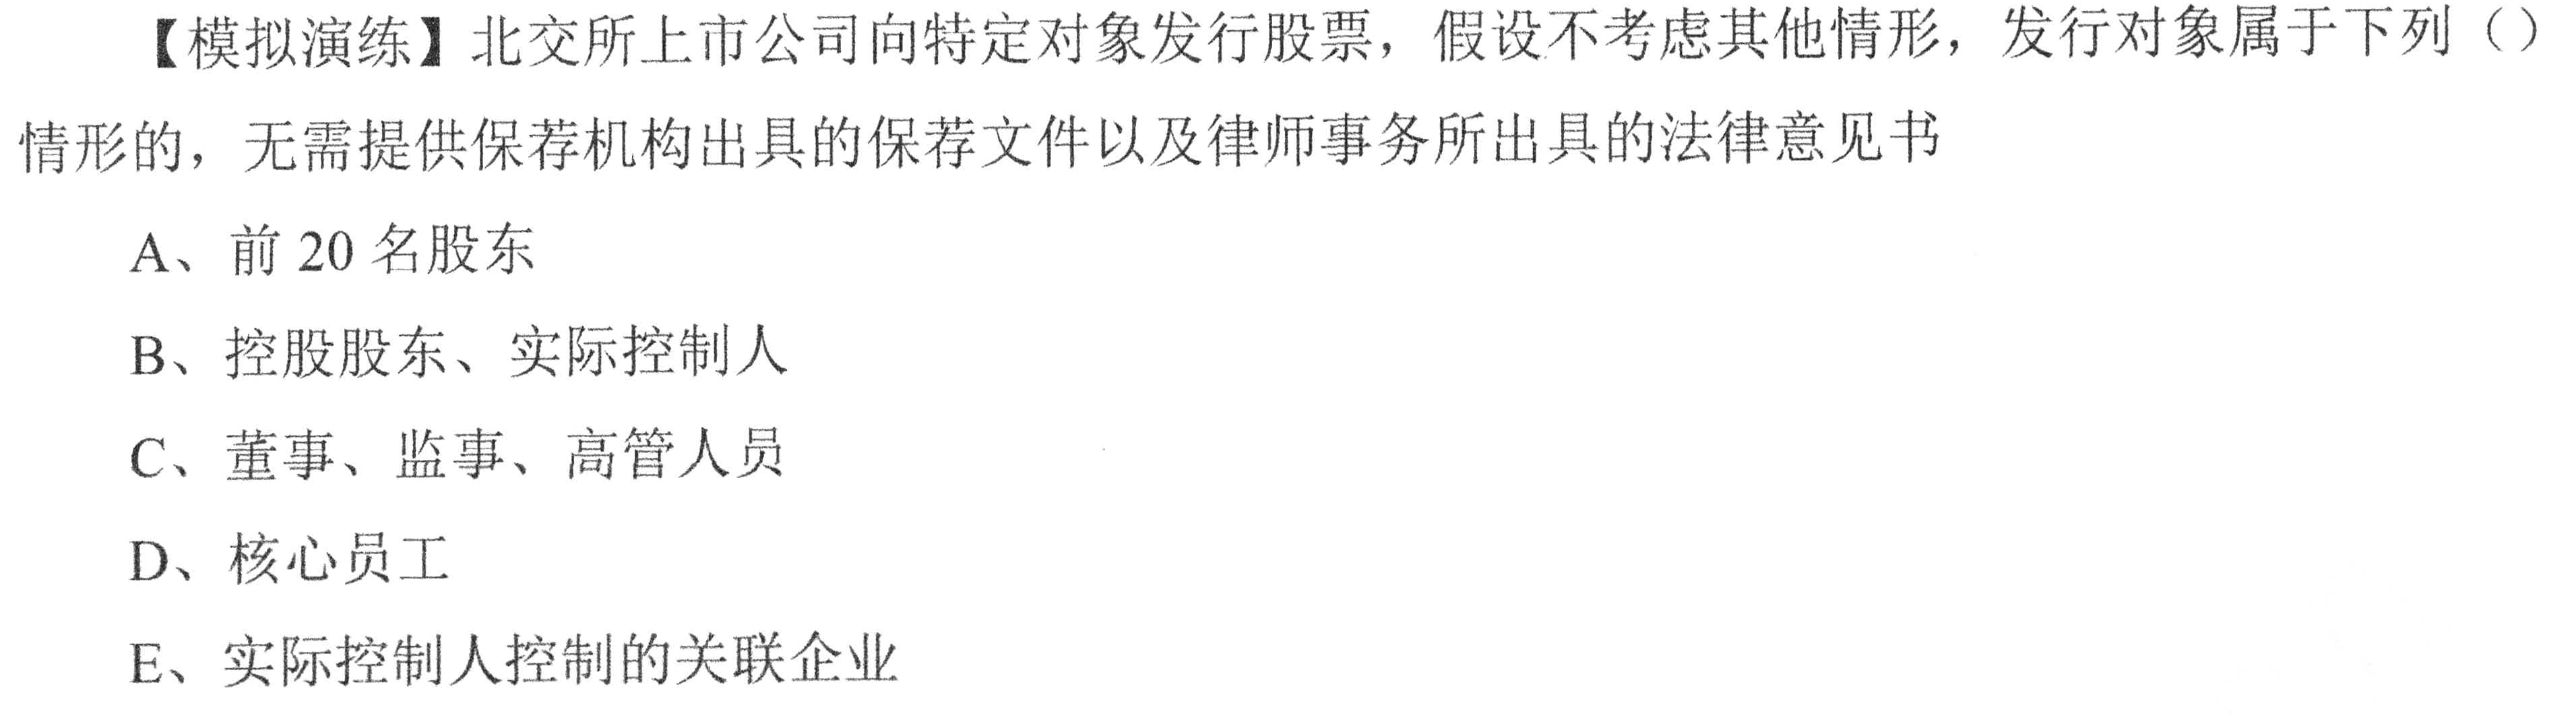 【模拟演练】北交所上市公司向特定对象发行股票，假设不考虑其他情形，发行对象属于下列（）
情形的，无需提供保荐机构出具的保荐文件以及律师事务所出具的法律意见书
A、前 20 名股东
B、控股股东、实际控制人
C、董事、监事、高管人员
D、核心员工
E、实际控制人控制的关联企业